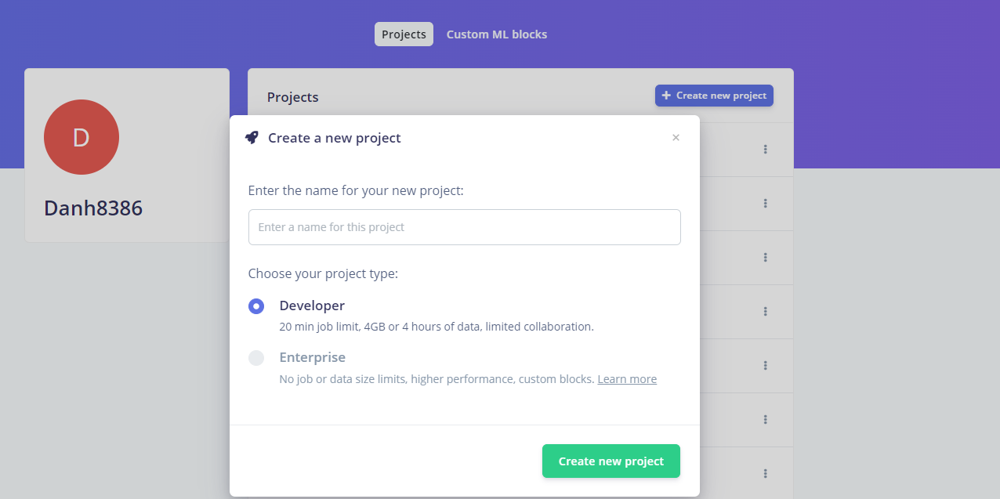 Projects Custom ML blocks
D
Danh8386
Projects
Create new project
Create a new project
Enter the name for your new project:
Enter a name for this project
Choose your project type:
Developer
20 min job limit, 4GB or 4 hours of data, limited collaboration.
Enterprise
No job or data size limits, higher performance, custom blocks. Learn more
Create new project